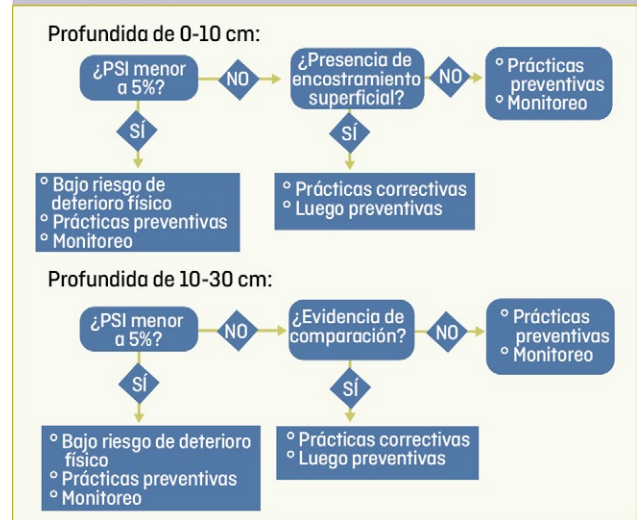 Profundida de 0-10 cm:
¿PSI menor
a 5%?
NO
¿Presencia de
encostramiento
superficial?
NO
° Prácticas
preventivas
° Monitoreo
SÍ
SÍ
° Bajo riesgo de
deterioro físico
° Prácticas preventivas
° Monitoreo
° Prácticas correctivas
° Luego preventivas
Profundida de 10-30 cm:
¿PSI menor
a 5%?
NO
¿Evidencia de
comparación?
NO
° Prácticas
preventivas
° Monitoreo
SÍ
SÍ
° Bajo riesgo de deterioro
físico
° Prácticas preventivas
° Monitoreo
° Prácticas correctivas
° Luego preventivas